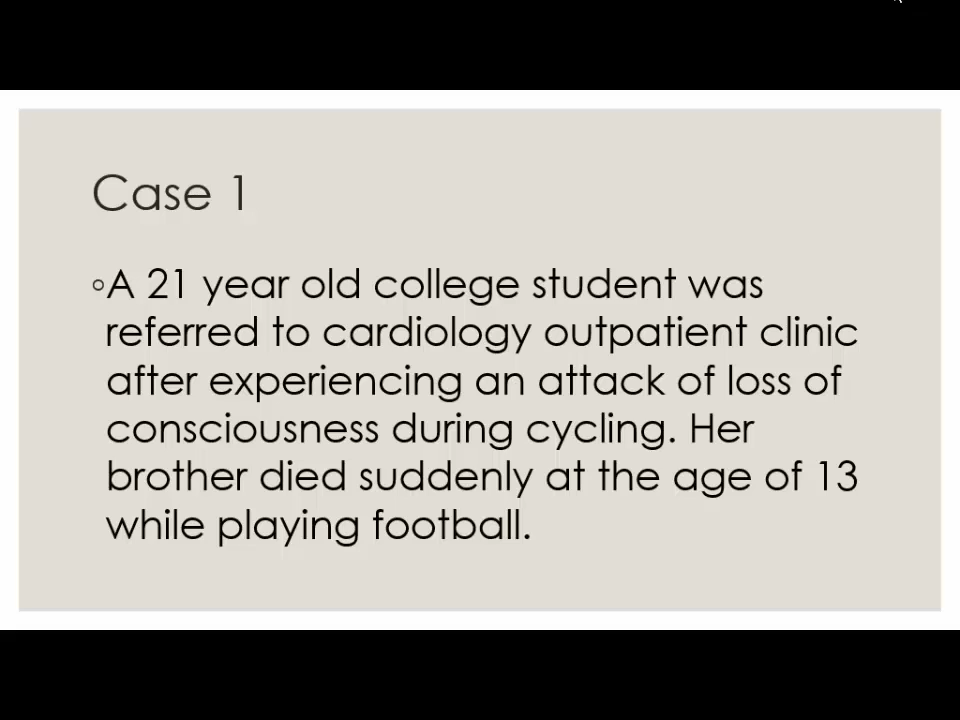 Case 1
◦A 21 year old college student was
referred to cardiology outpatient clinic
after experiencing an attack of loss of
consciousness during cycling. Her
brother died suddenly at the age of 13
while playing football.